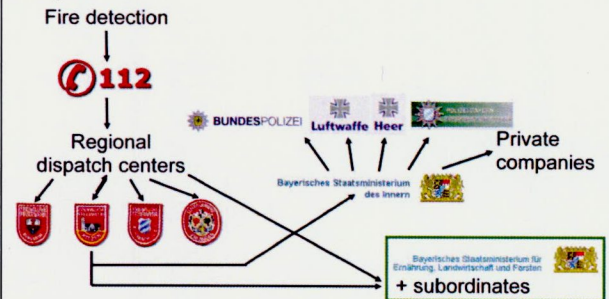 Fire detection
112
BUNDESPOLIZEI
Luftwaffe Heer
Regional
dispatch centers
Private
companies
Bayerisches Staatsministerium
des Innern
Bayerisches Staatsministerium für
Ernährung, Landwirtschaft und Forsten
+ subordinates